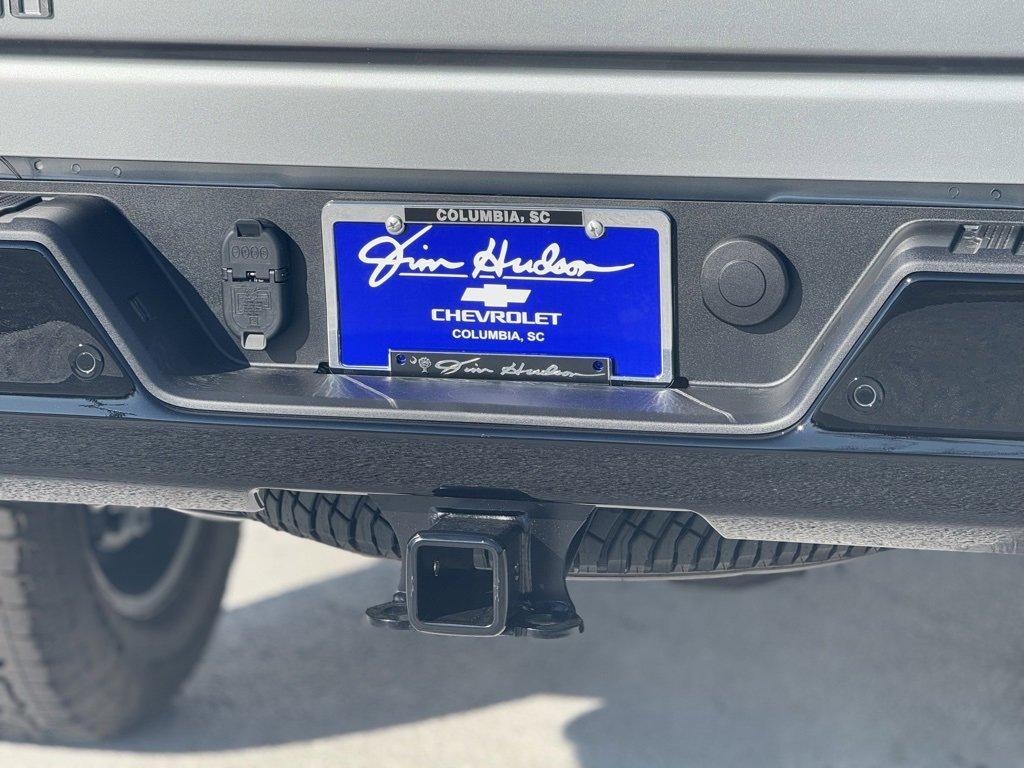 COLUMBIA, SC
Jim Hudson
CHEVROLET
COLUMBIA, SC
Jim Hudson